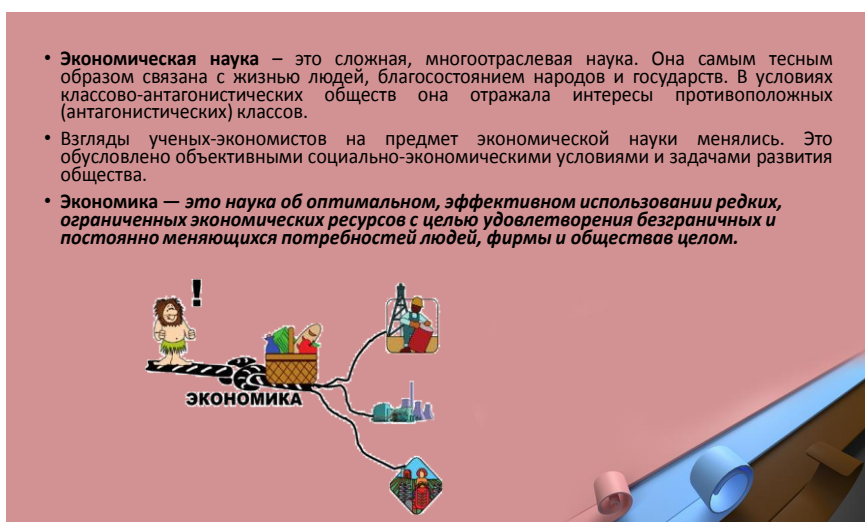 • Экономическая наука – это сложная, многоотраслевая наука. Она самым тесным
образом связана с жизнью людей, благосостоянием народов и государств. В условиях
классово-антагонистических обществ она отражала интересы противоположных
(антагонистических) классов.
• Взгляды ученых-экономистов на предмет экономической науки менялись. Это
обусловлено объективными социально-экономическими условиями и задачами развития
общества.
• Экономика — это наука об оптимальном, эффективном использовании редких,
ограниченных экономических ресурсов с целью удовлетворения безграничных и
постоянно меняющихся потребностей людей, фирмы и обществав целом.
!
ЭКОНОМИКА